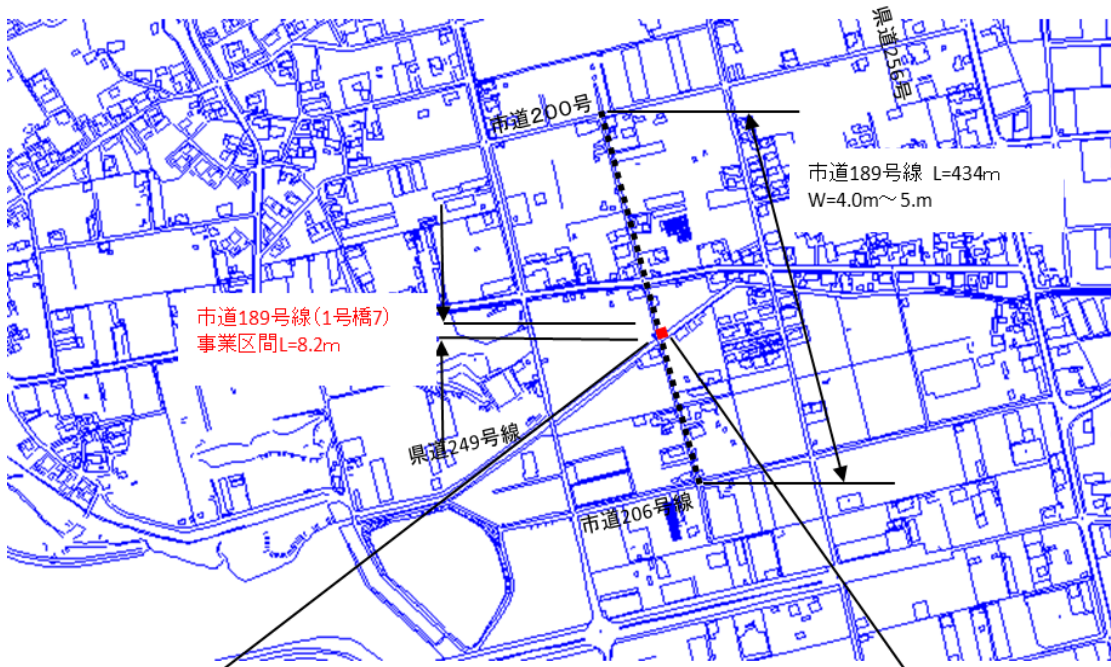 県道256号
市道200号
市道189号線 L=434m
W=4.0m～5.m
市道189号線(1号橋7)
事業区間L=8.2m
県道249号線
市道206号線